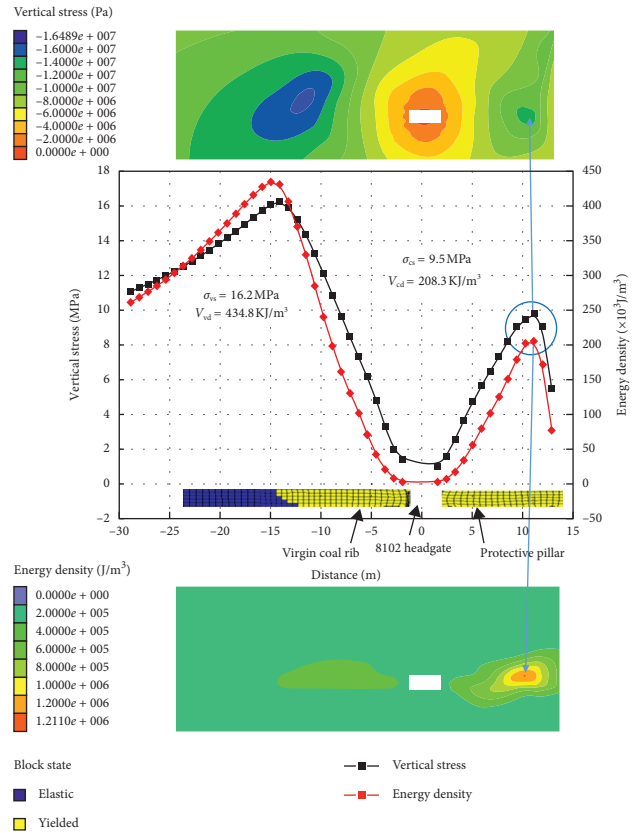 Vertical stress (Pa)
−1.6489e + 007
−1.6000e + 007
−1.4000e + 007
−1.2000e + 007
−1.0000e + 007
−8.0000e + 006
−6.0000e + 006
−4.0000e + 006
−2.0000e + 006
0.0000e + 000
18
16
14
12
10
8
6
4
2
0
−2
Vertical stress (MPa)
450
400
350
300
250
200
150
100
50
0
−50
Energy density (×10³J/m³)
σvs = 16.2 MPa
Vvd = 434.8 KJ/m³
σcs = 9.5 MPa
Vcd = 208.3 KJ/m³
−30 −25 −20 −15 −10 −5 0 5 10 15
Virgin coal rib
8102 headgate
Protective pillar
Distance (m)
Energy density (J/m³)
0.0000e + 000
2.0000e + 005
4.0000e + 005
6.0000e + 005
8.0000e + 005
1.0000e + 006
1.2000e + 006
1.2110e + 006
Block state
Elastic
Yielded
Vertical stress
Energy density